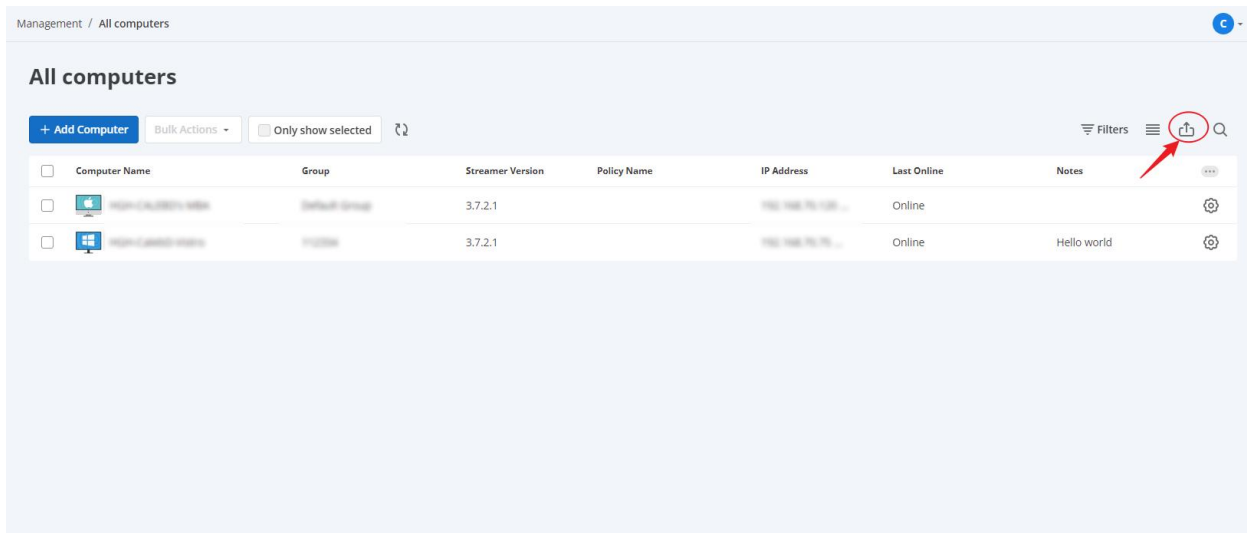 Management / All computers
C
All computers
+ Add Computer Bulk Actions Only show selected Filters
Computer Name Group Streamer Version Policy Name IP Address Last Online Notes
3.7.2.1 Online
3.7.2.1 Online Hello world